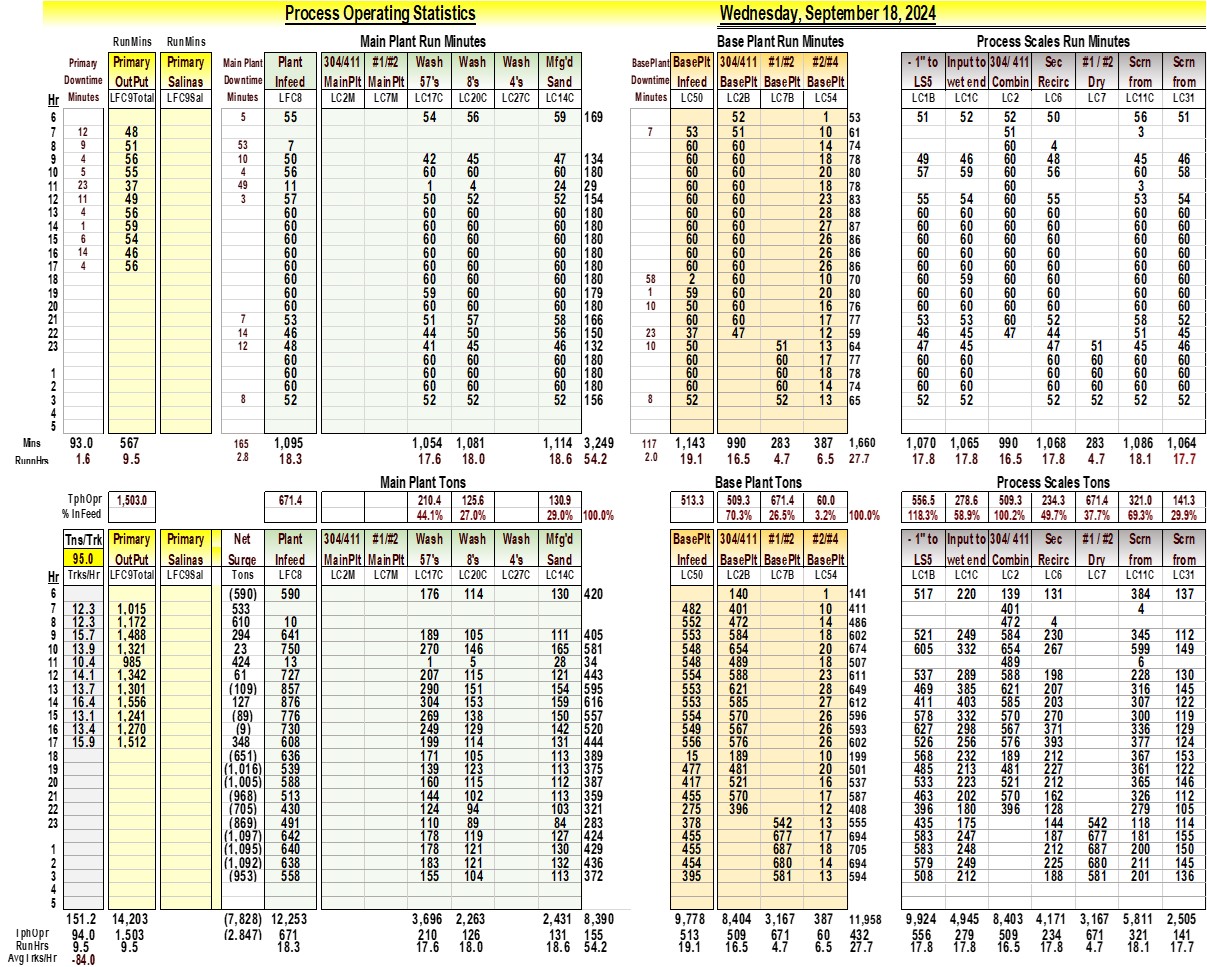 Process Operating Statistics Wednesday, September 18, 2024
RunMins RunMins Main Plant Run Minutes Base Plant Run Minutes Process Scales Run Minutes
Primary Primary Primary Main Plant Plant 304/411 #1/#2 Wash Wash Wash Mfg'd BasePlant BasePlt 304/411 #1/#2 #2/#4 - 1" to Input to 304/ 411 Sec #1 / #2 Scrn Scrn
Downtime OutPut Salinas Downtime Infeed MainPlt MainPlt 57's 8's 4's Sand Downtime Infeed BasePlt BasePlt BasePlt LS5 wet end Combin Recirc Dry from from
Hr Minutes LFC9Total LFC9Sal Minutes LFC8 LC2M LC7M LC17C LC20C LC27C LC14C Minutes LC50 LC2B LC7B LC54 LC1B LC1C LC2 LC6 LC7 LC11C LC31
6 5 55 54 56 59 169 52 1 53 51 52 52 50 56 51
7 12 48 7 53 51 10 61 51 3
8 9 51 53 7 60 60 14 74 60 4
9 4 56 10 50 42 45 47 134 60 60 18 78 49 46 60 48 45 46
10 5 55 4 56 60 60 60 180 60 60 20 80 57 59 60 56 60 58
11 23 37 49 11 1 4 24 29 60 60 18 78 60 3
12 11 49 3 57 50 52 52 154 60 60 23 83 55 54 60 55 53 54
13 4 56 60 60 60 60 180 60 60 28 88 60 60 60 60 60 60
14 1 59 60 60 60 60 180 60 60 27 87 60 60 60 60 60 60
15 6 54 60 60 60 60 180 60 60 26 86 60 60 60 60 60 60
16 14 46 60 60 60 60 180 60 60 26 86 60 60 60 60 60 60
17 4 56 60 60 60 60 180 60 60 26 86 60 60 60 60 60 60
18 60 60 60 60 180 58 2 60 10 70 60 59 60 60 60 60
19 60 59 60 60 179 1 59 60 20 80 60 60 60 60 60 60
20 60 60 60 60 180 10 50 60 16 76 60 60 60 60 60 60
21 7 53 51 57 58 166 60 60 17 77 53 53 60 52 58 52
22 14 46 44 50 56 150 23 37 47 12 59 46 45 47 44 51 45
23 12 48 41 45 46 132 10 50 51 13 64 47 45 47 51 45 46
60 60 60 60 180 60 60 17 77 60 60 60 60 60 60
1 60 60 60 60 180 60 60 18 78 60 60 60 60 60 60
2 60 60 60 60 180 60 60 14 74 60 60 60 60 60 60
3 8 52 52 52 52 156 8 52 52 13 65 52 52 52 52 52 52
4
5
Mins 93.0 567 165 1,095 1,054 1,081 1,114 3,249 117 1,143 990 283 387 1,660 1,070 1,065 990 1,068 283 1,086 1,064
RunnHrs 1.6 9.5 2.8 18.3 17.6 18.0 18.6 54.2 2.0 19.1 16.5 4.7 6.5 27.7 17.8 17.8 16.5 17.8 4.7 18.1 17.7
Main Plant Tons Base Plant Tons Process Scales Tons
TphOpr 1,503.0 671.4 210.4 125.6 130.9 513.3 509.3 671.4 60.0 556.5 278.6 509.3 234.3 671.4 321.0 141.3
% InFeed 44.1% 27.0% 29.0% 100.0% 70.3% 26.5% 3.2% 100.0% 118.3% 58.9% 100.2% 49.7% 37.7% 69.3% 29.9%
Tns/Trk Primary Primary Net Plant 304/411 #1/#2 Wash Wash Wash Mfg'd BasePlt 304/411 #1/#2 #2/#4 - 1" to Input to 304/ 411 Sec #1 / #2 Scrn Scrn
95.0 OutPut Salinas Surge Infeed MainPlt MainPlt 57's 8's 4's Sand Infeed BasePlt BasePlt BasePlt LS5 wet end Combin Recirc Dry from from
Hr Trks/Hr LFC9Total LFC9Sal Tons LFC8 LC2M LC7M LC17C LC20C LC27C LC14C LC50 LC2B LC7B LC54 LC1B LC1C LC2 LC6 LC7 LC11C LC31
6 (590) 590 176 114 130 420 140 1 141 517 220 139 131 384 137
7 12.3 1,015 533 482 401 10 411 401 4
8 12.3 1,172 610 10 552 472 14 486 472 4
9 15.7 1,488 294 641 189 105 111 405 553 584 18 602 521 249 584 230 345 112
10 13.9 1,321 23 750 270 146 165 581 548 654 20 674 605 332 654 267 599 149
11 10.4 985 424 13 1 5 28 34 548 489 18 507 489 6
12 14.1 1,342 61 727 207 115 121 443 554 588 23 611 537 289 588 198 228 130
13 13.7 1,301 (109) 857 290 151 154 595 553 621 28 649 469 385 621 207 316 145
14 16.4 1,556 127 876 304 153 159 616 553 585 27 612 411 403 585 203 307 122
15 13.1 1,241 (89) 776 269 138 150 557 554 570 26 596 578 332 570 270 300 119
16 13.4 1,270 (9) 730 249 129 142 520 549 567 26 593 627 298 567 371 336 129
17 15.9 1,512 348 608 199 114 131 444 556 576 26 602 526 256 576 393 377 124
18 (651) 636 171 105 113 389 15 189 10 199 568 232 189 212 367 153
19 (1,016) 539 139 123 113 375 477 481 20 501 485 213 481 227 361 122
20 (1,005) 588 160 115 112 387 417 521 16 537 533 223 521 212 365 146
21 (968) 513 144 102 113 359 455 570 17 587 463 202 570 162 326 112
22 (705) 430 124 94 103 321 275 396 12 408 396 180 396 128 279 105
23 (869) 491 110 89 84 283 378 542 13 555 435 175 144 542 118 114
(1,097) 642 178 119 127 424 455 677 17 694 583 247 187 677 181 155
1 (1,095) 640 178 121 130 429 455 687 18 705 583 248 212 687 200 150
2 (1,092) 638 183 121 132 436 454 680 14 694 579 249 225 680 211 145
3 (953) 558 155 104 113 372 395 581 13 594 508 212 188 581 201 136
4
5
151.2 14,203 (7,828) 12,253 3,696 2,263 2,431 8,390 9,778 8,404 3,167 387 11,958 9,924 4,945 8,403 4,171 3,167 5,811 2,505
TphOpr 94.0 1,503 (2.847) 671 210 126 131 155 513 509 671 60 432 556 279 509 234 671 321 141
RunHrs 9.5 9.5 18.3 17.6 18.0 18.6 54.2 19.1 16.5 4.7 6.5 27.7 17.8 17.8 16.5 17.8 4.7 18.1 17.7
AvgTrks/Hr -84.0